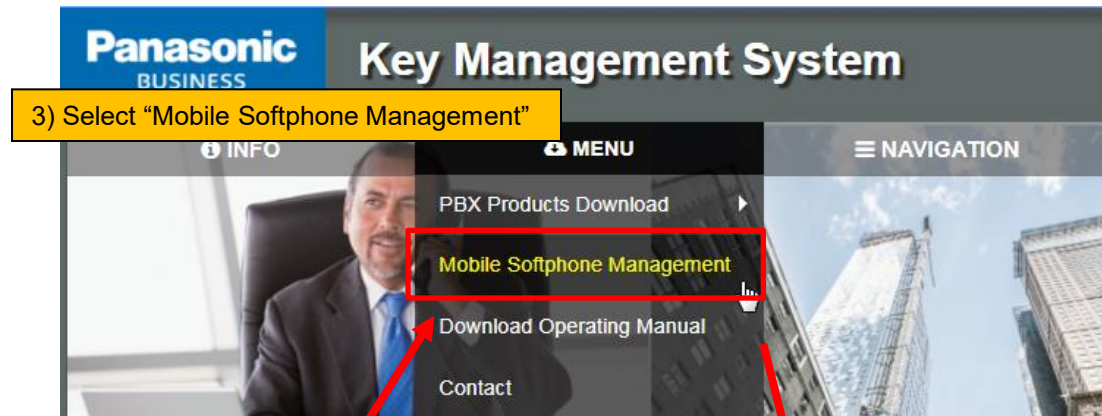 Panasonic
BUSINESS
Key Management System
3) Select “Mobile Softphone Management”
INFO
MENU
NAVIGATION
PBX Products Download
Mobile Softphone Management
Download Operating Manual
Contact